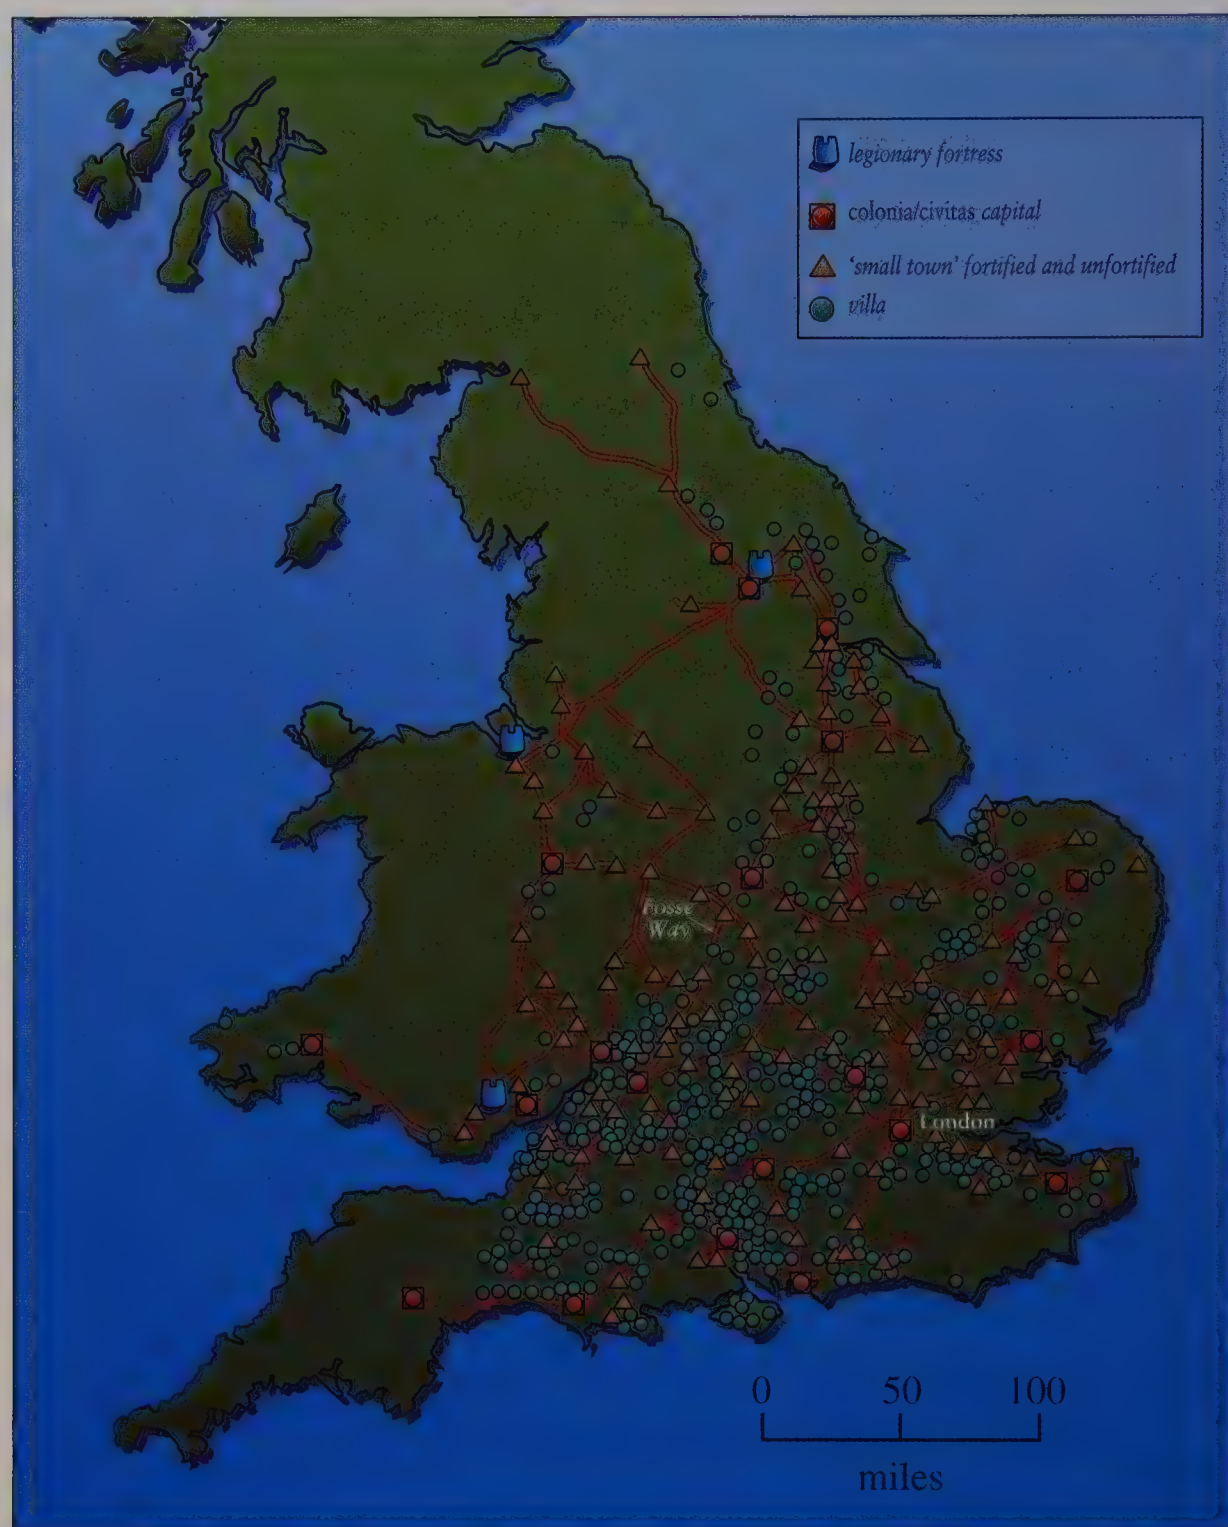 legionary fortress
colonia/civitas capital
‘small town’ fortified and unfortified
villa
Fosse
Way
London
0 50 100
miles